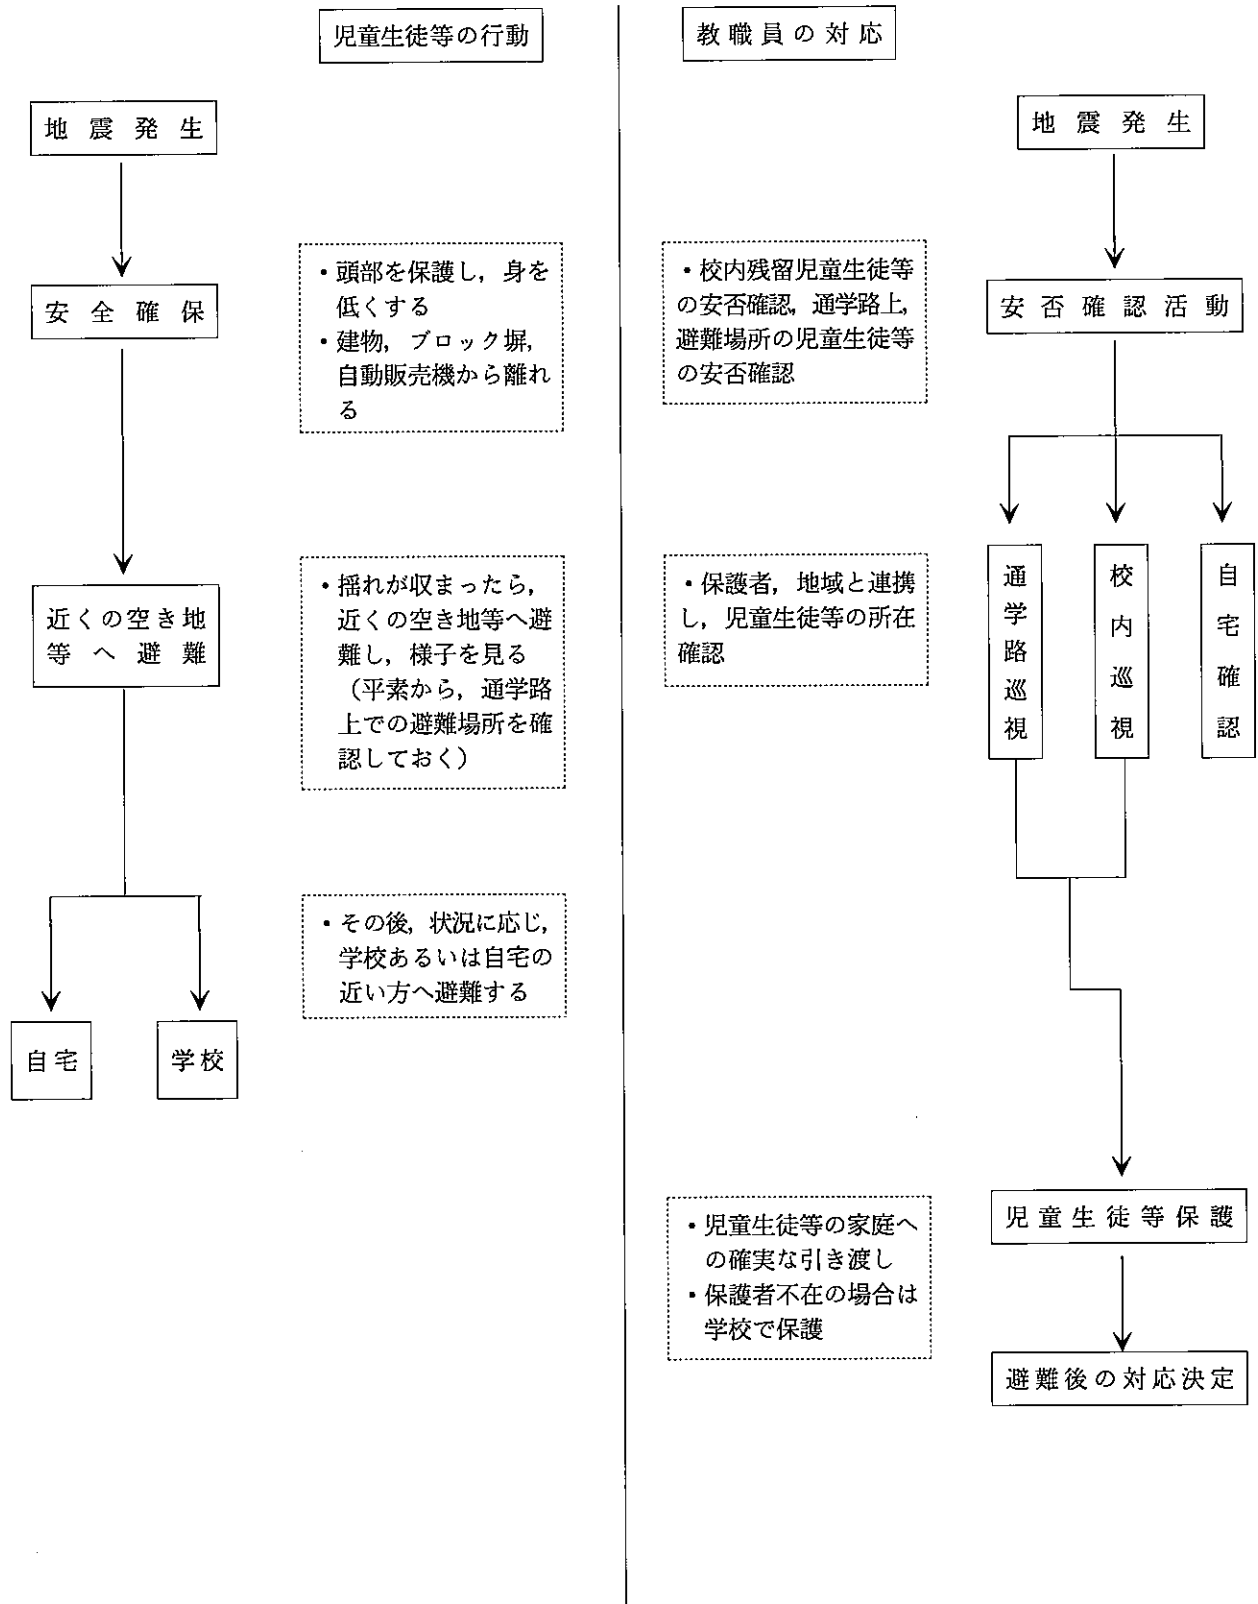 児童生徒等の行動
地震発生
安全確保
・頭部を保護し，身を
低くする
・建物，ブロック塀，
自動販売機から離れ
る
近くの空き地
等へ避難
・揺れが収まったら，
近くの空き地等へ避
難し，様子を見る
（平素から，通学路
上での避難場所を確
認しておく）
・その後，状況に応じ，
学校あるいは自宅の
近い方へ避難する
自宅
学校
教職員の対応
地震発生
・校内残留児童生徒等
の安否確認，通学路上，
避難場所の児童生徒等
の安否確認
安否確認活動
・保護者，地域と連携
し，児童生徒等の所在
確認
通学路巡視
校内巡視
自宅確認
・児童生徒等の家庭へ
の確実な引き渡し
・保護者不在の場合は
学校で保護
児童生徒等保護
避難後の対応決定